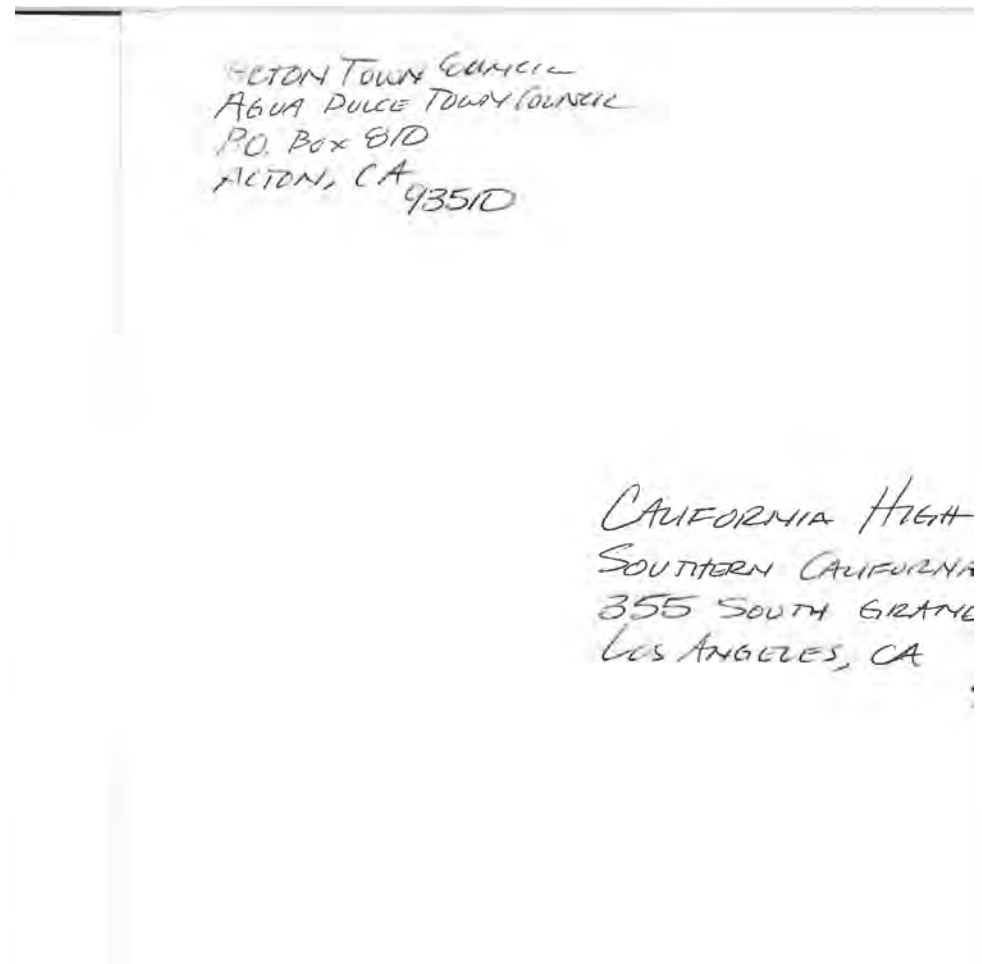 ACTON TOWN COUNCIL
AGUA DULCE TOWN COUNCIL
P.O. BOX 810
ACTON, CA
93510
CALIFORNIA HIGH
SOUTHERN CALIFORNIA
355 SOUTH GRAND
LOS ANGELES, CA